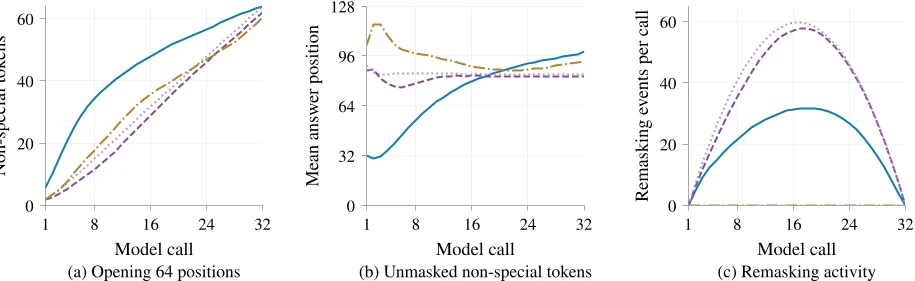 Non-special tokens
60
40
20
0
1 8 16 24 32
Model call
(a) Opening 64 positions
Mean answer position
128
96
64
32
0
1 8 16 24 32
Model call
(b) Unmasked non-special tokens
Remasking events per call
60
40
20
0
1 8 16 24 32
Model call
(c) Remasking activity